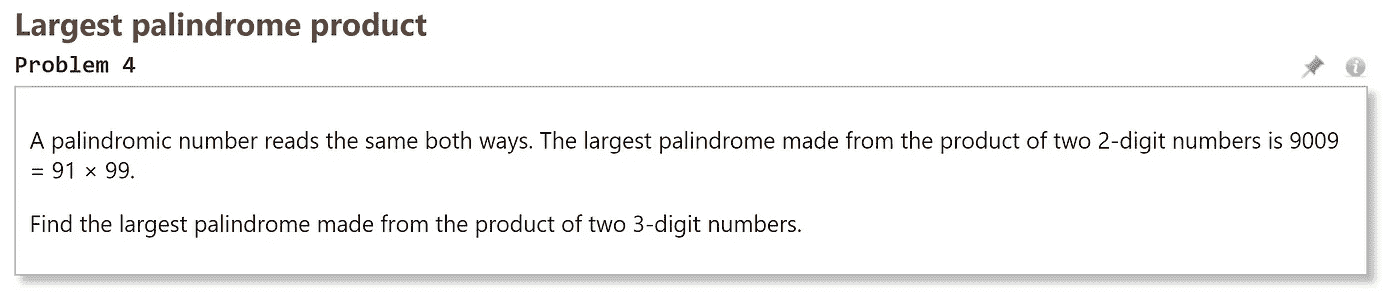 Largest palindrome product
Problem 4
A palindromic number reads the same both ways. The largest palindrome made from the product of two 2-digit numbers is 9009
= 91 × 99.
Find the largest palindrome made from the product of two 3-digit numbers.